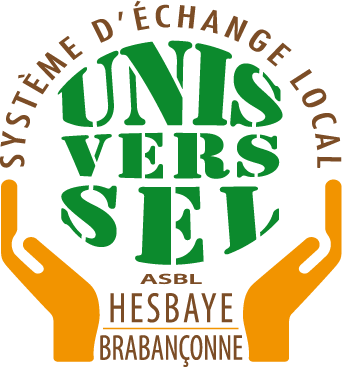 SYSTÈME D'ÉCHANGE LOCAL
UNIS
VERS
SEL
ASBL
HESBAYE
BRABANÇONNE